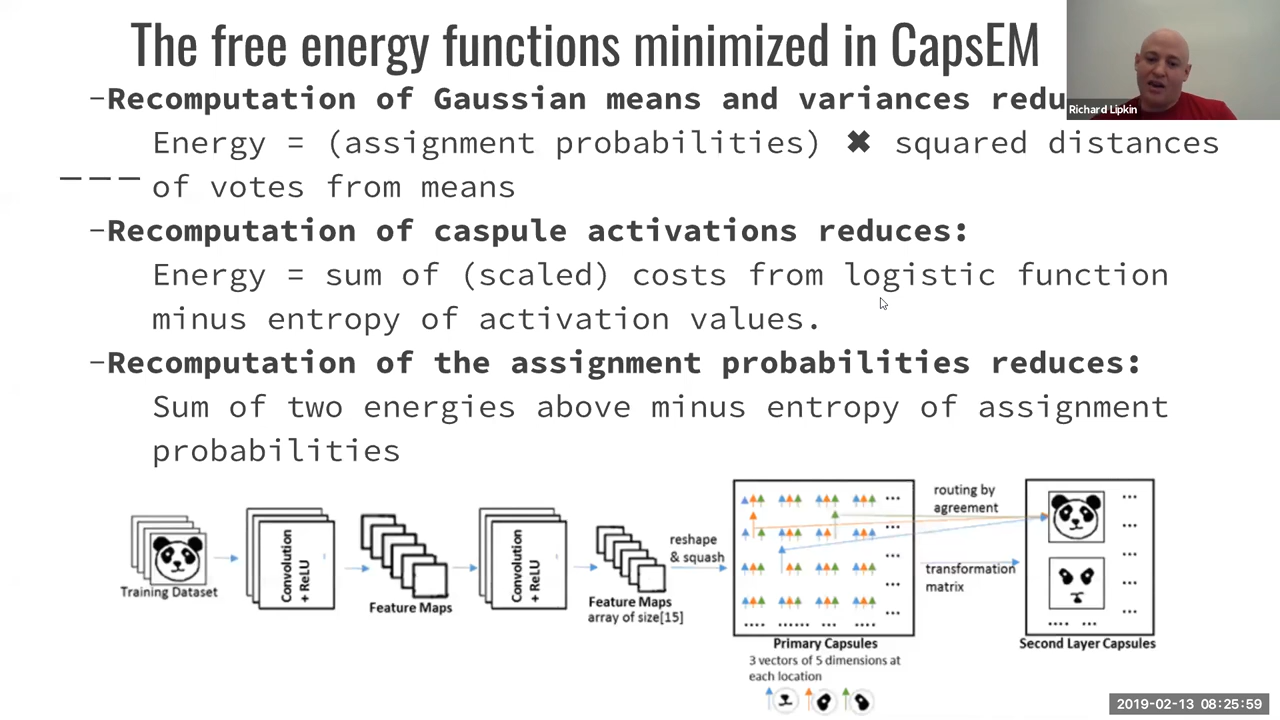 The free energy functions minimized in CapsEM
Richard Lipkin
–Recomputation of Gaussian means and variances redu
Energy = (assignment probabilities) ✖ squared distances
of votes from means
–Recomputation of caspule activations reduces:
Energy = sum of (scaled) costs from logistic function
minus entropy of activation values.
–Recomputation of the assignment probabilities reduces:
Sum of two energies above minus entropy of assignment
probabilities
Training Dataset
Convolution
+ ReLU
Feature Maps
Convolution
+ ReLU
Feature Maps
array of size[15]
reshape
& squash
Primary Capsules
3 vectors of 5 dimensions at
each location
routing by
agreement
transformation
matrix
Second Layer Capsules
2019-02-13 08:25:59